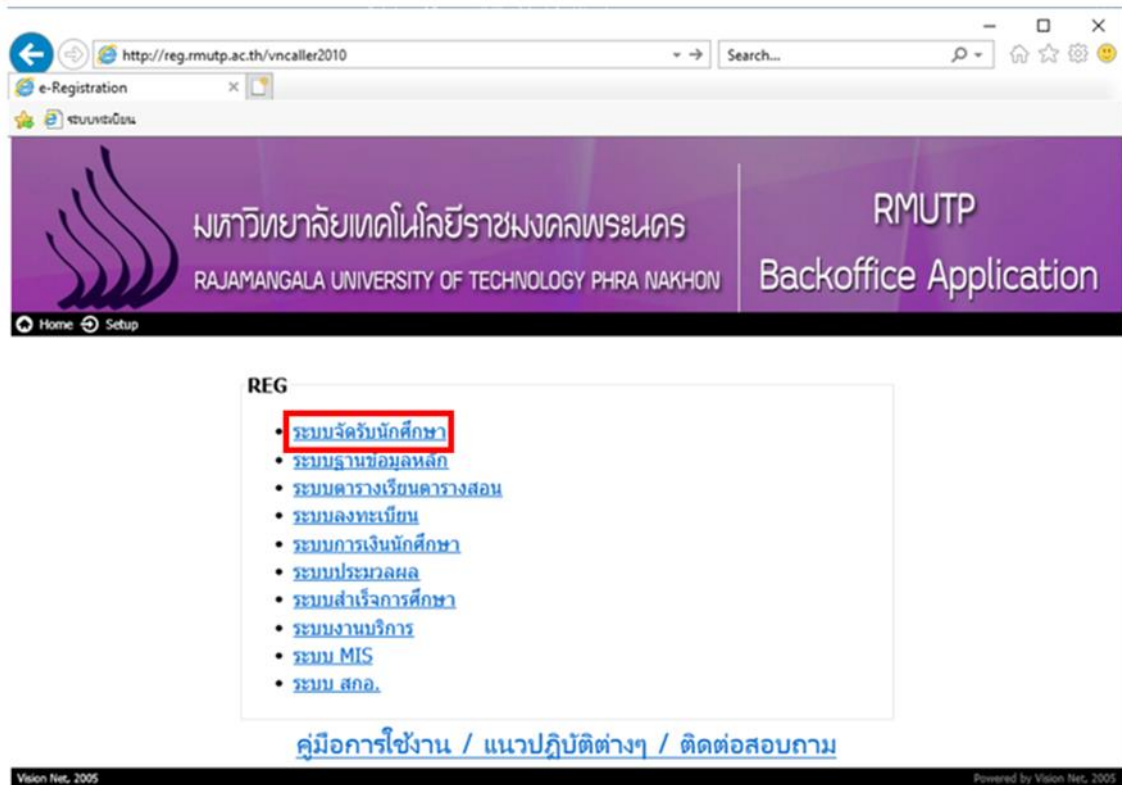 http://reg.rmutp.ac.th/vncaller2010
Search...
e-Registration
ระบบทะเบียน
มหาวิทยาลัยเทคโนโลยีราชมงคลพระนคร
RAJAMANGALA UNIVERSITY OF TECHNOLOGY PHRA NAKHON
RMUTP
Backoffice Application
Home Setup
REG
• ระบบจัดรับนักศึกษา
• ระบบฐานข้อมูลหลัก
• ระบบตารางเรียนตารางสอน
• ระบบลงทะเบียน
• ระบบการเงินนักศึกษา
• ระบบประมวลผล
• ระบบสำเร็จการศึกษา
• ระบบงานบริการ
• ระบบ MIS
• ระบบ สกอ.
คู่มือการใช้งาน / แนวปฏิบัติต่างๆ / ติดต่อสอบถาม
Vision Net, 2005
Powered by Vision Net, 2005